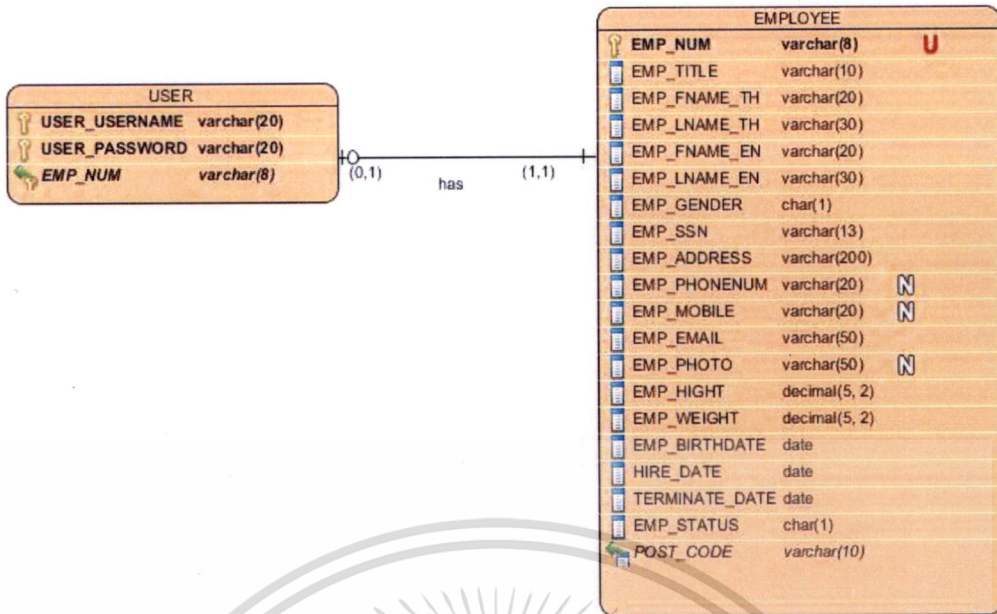 USER
USER_USERNAME varchar(20)
USER_PASSWORD varchar(20)
EMP_NUM varchar(8)
(0,1)
has
(1,1)
EMPLOYEE
EMP_NUM varchar(8) U
EMP_TITLE varchar(10)
EMP_FNAME_TH varchar(20)
EMP_LNAME_TH varchar(30)
EMP_FNAME_EN varchar(20)
EMP_LNAME_EN varchar(30)
EMP_GENDER char(1)
EMP_SSN varchar(13)
EMP_ADDRESS varchar(200)
EMP_PHONENUM varchar(20) N
EMP_MOBILE varchar(20) N
EMP_EMAIL varchar(50)
EMP_PHOTO varchar(50) N
EMP_HIGHT decimal(5, 2)
EMP_WEIGHT decimal(5, 2)
EMP_BIRTHDATE date
HIRE_DATE date
TERMINATE_DATE date
EMP_STATUS char(1)
POST_CODE varchar(10)